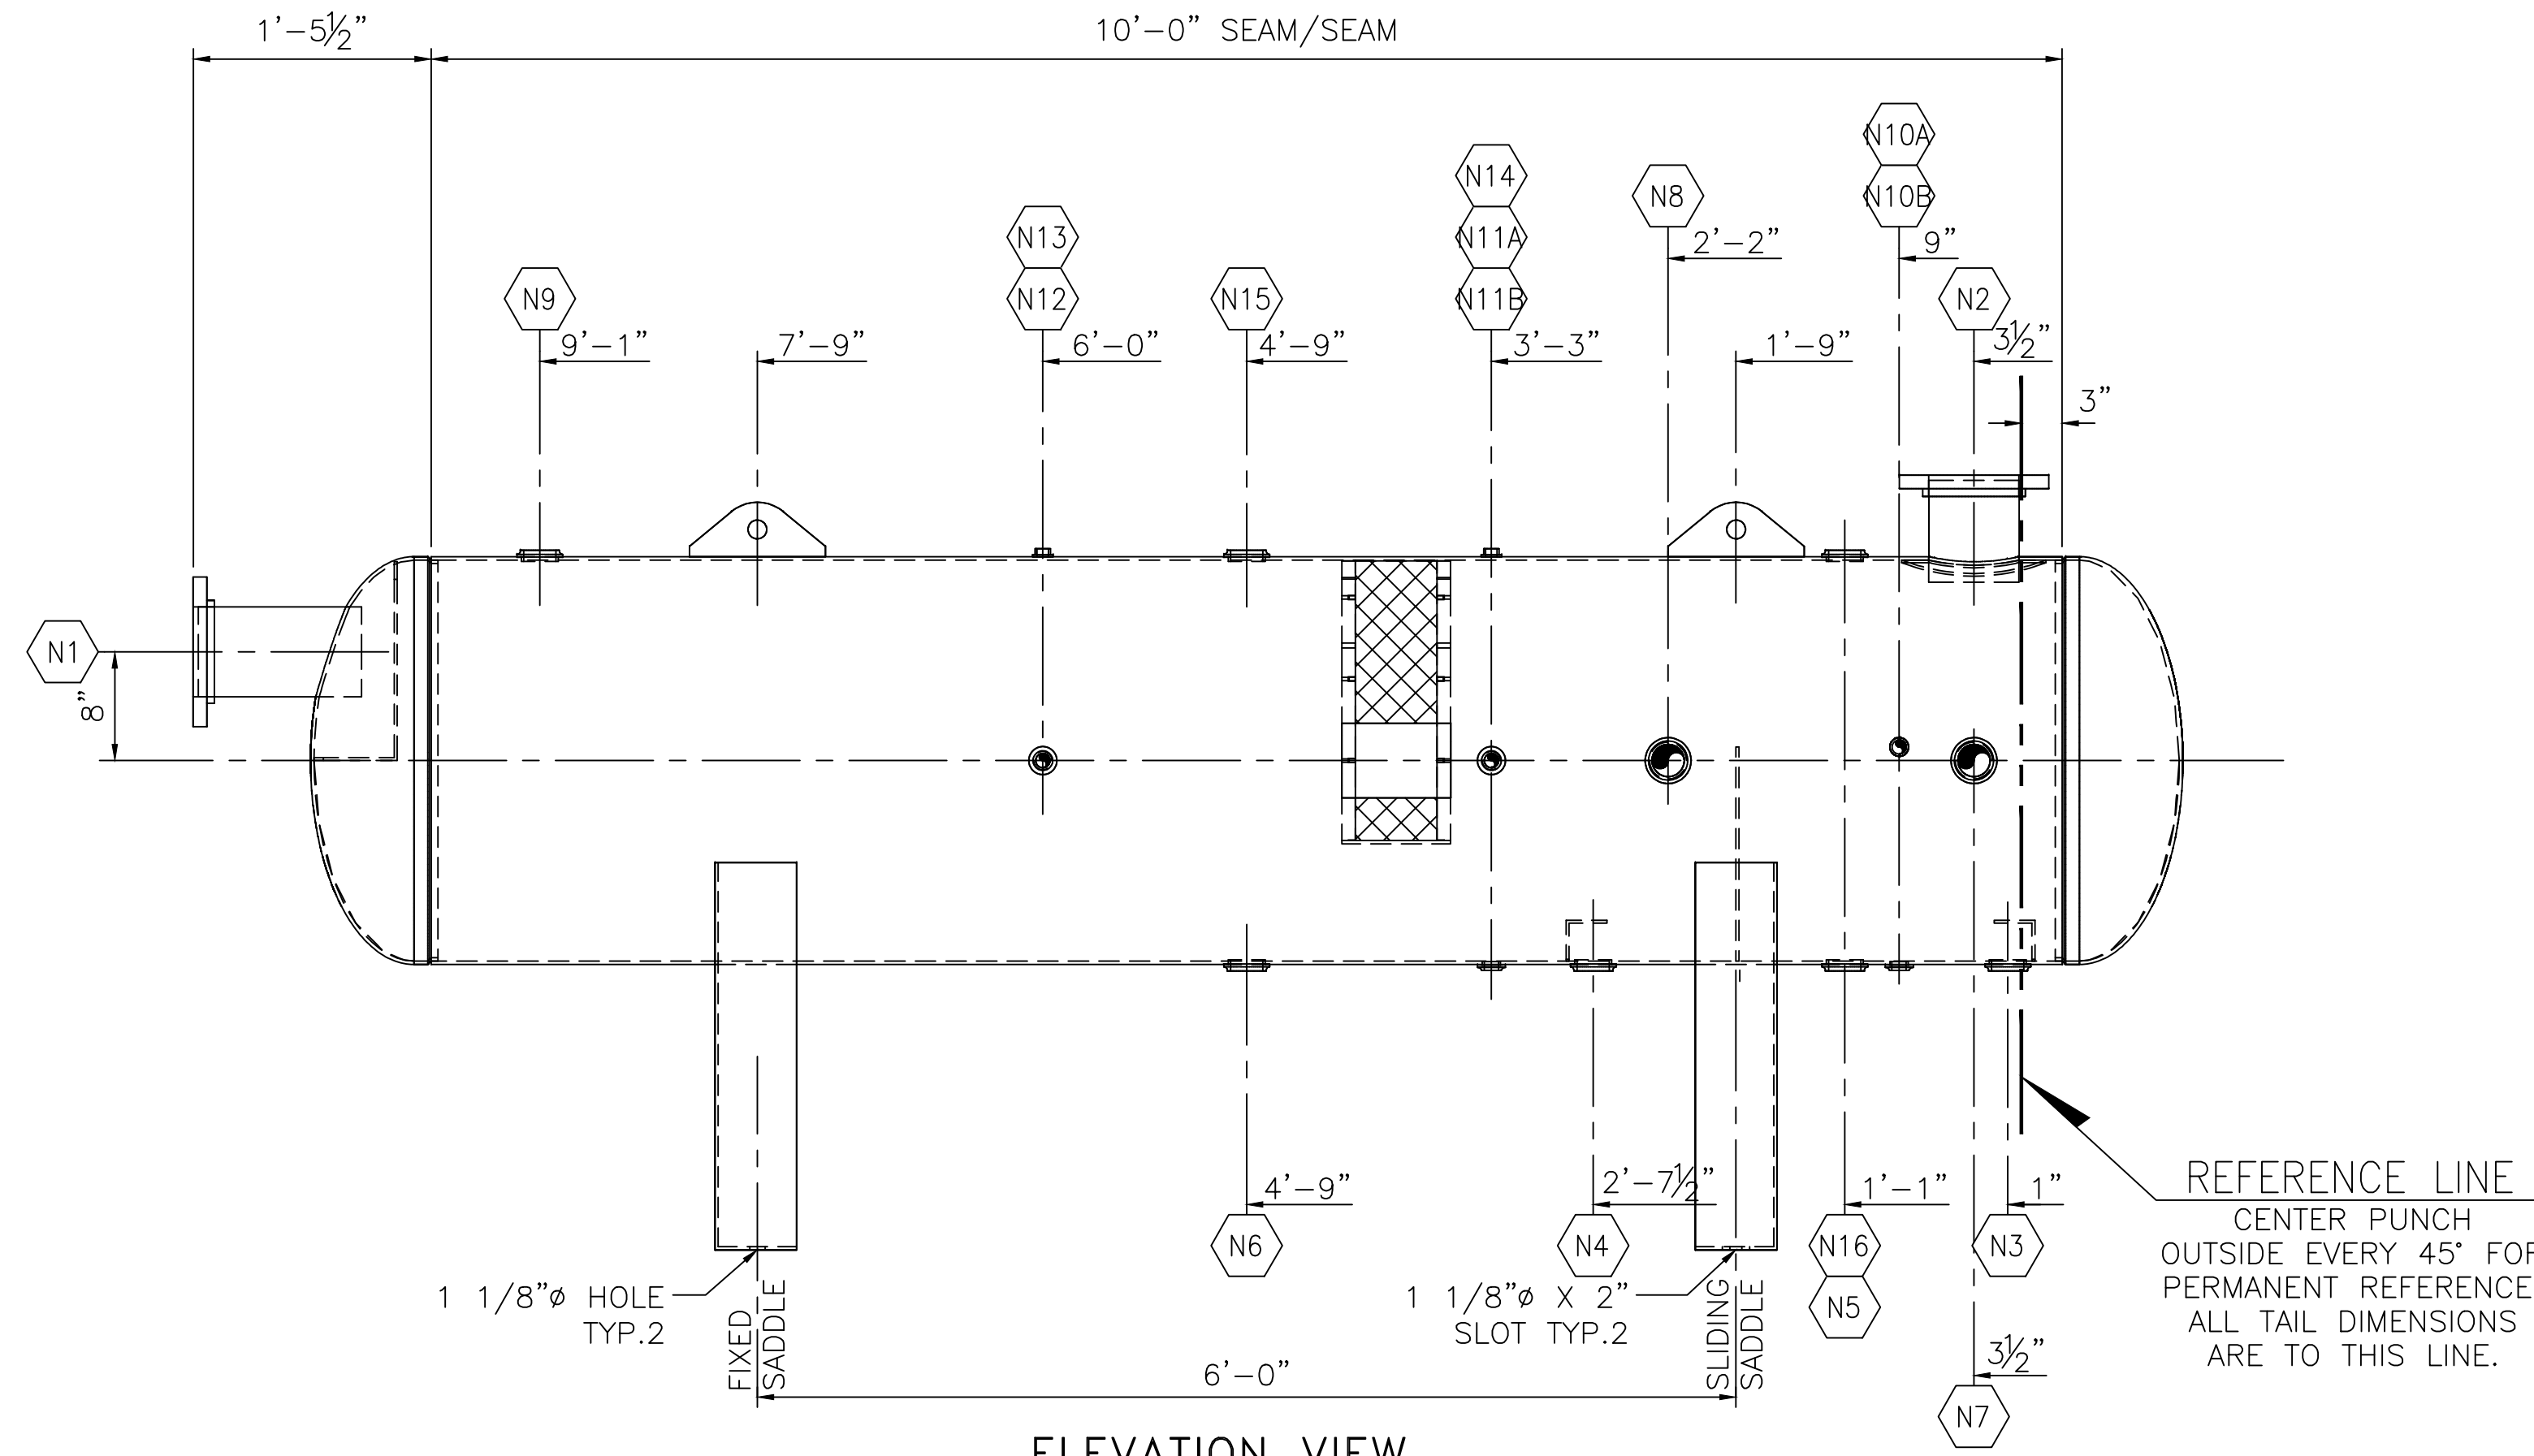 1'-5½" 10'-0" SEAM/SEAM
N10A
N14 N8 N10B
N13 N11A 2'-2" 9"
N9 N12 N15 N11B N2
9'-1" 7'-9" 6'-0" 4'-9" 3'-3" 1'-9" 3½"
3"
N1
8"
4'-9" 2'-7½" 1'-1" 1"
N6 N4 N16 N3
N5
REFERENCE LINE
CENTER PUNCH
OUTSIDE EVERY 45° FOR
PERMANENT REFERENCE
ALL TAIL DIMENSIONS
ARE TO THIS LINE.
1 1/8"ø HOLE
TYP.2
FIXED
SADDLE
1 1/8"ø X 2"
SLOT TYP.2
SLIDING
SADDLE
6'-0"
3½"
N7
ELEVATION VIEW